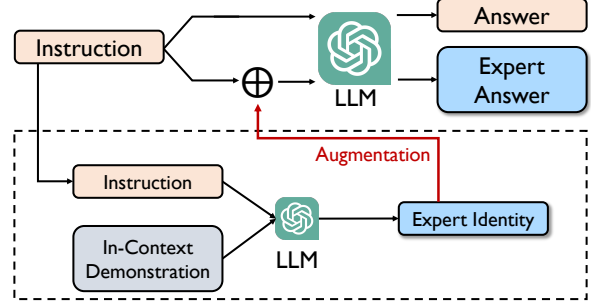 Answer
Instruction
Expert
Answer
LLM
Augmentation
Instruction
Expert Identity
In-Context
Demonstration
LLM